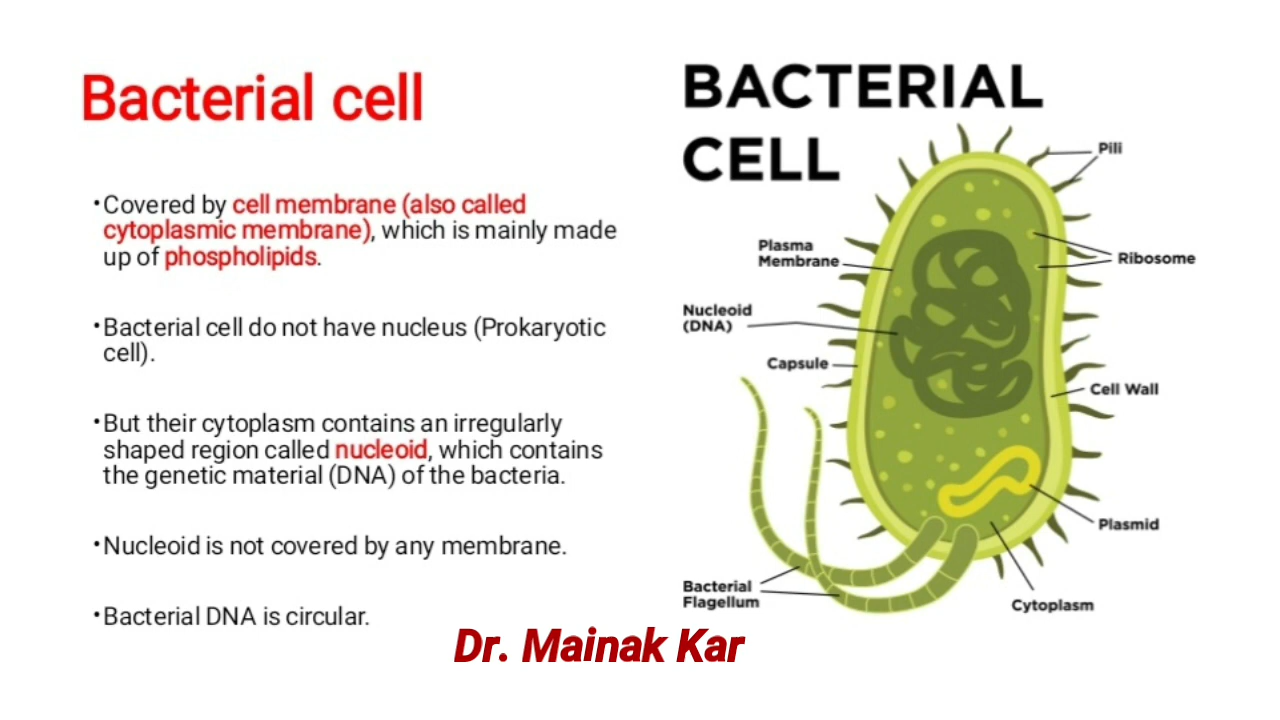 Bacterial cell
•Covered by cell membrane (also called
cytoplasmic membrane), which is mainly made
up of phospholipids.
•Bacterial cell do not have nucleus (Prokaryotic
cell).
•But their cytoplasm contains an irregularly
shaped region called nucleoid, which contains
the genetic material (DNA) of the bacteria.
•Nucleoid is not covered by any membrane.
•Bacterial DNA is circular.
BACTERIAL
CELL
Pili
Plasma
Membrane
Ribosome
Nucleoid
(DNA)
Capsule
Cell Wall
Plasmid
Bacterial
Flagellum
Cytoplasm
Dr. Mainak Kar